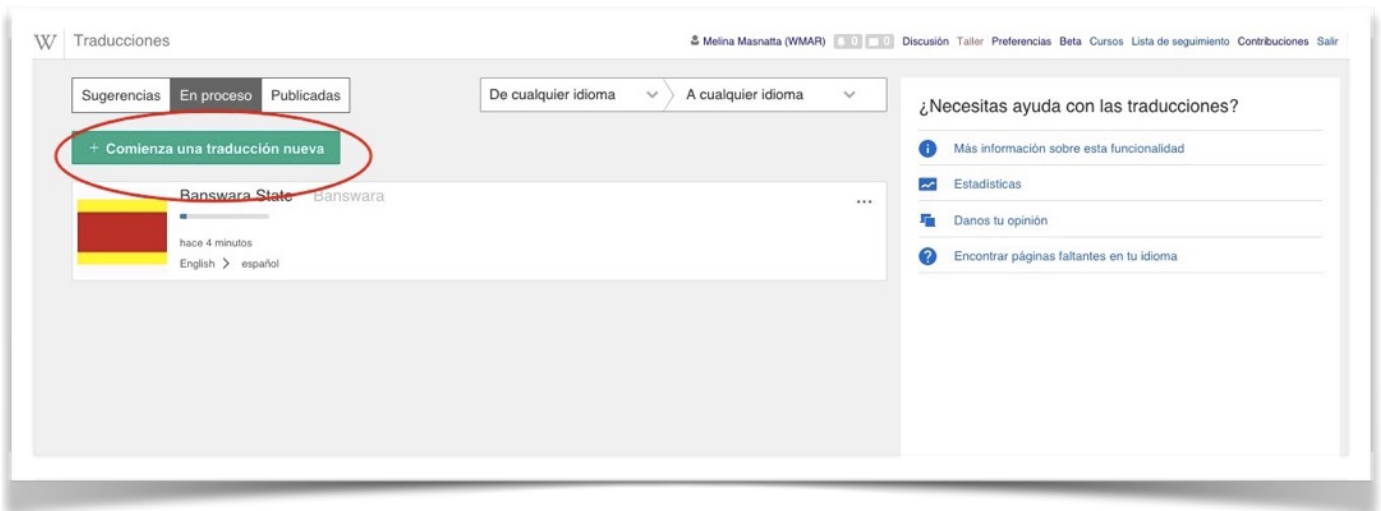 W Traducciones
Melina Masnatta (WMAR) 0 0 Discusión Taller Preferencias Beta Cursos Lista de seguimiento Contribuciones Salir
Sugerencias En proceso Publicadas
De cualquier idioma A cualquier idioma
+ Comienza una traducción nueva
Banswara State Banswara
hace 4 minutos
English > español
¿Necesitas ayuda con las traducciones?
Más información sobre esta funcionalidad
Estadísticas
Danos tu opinión
Encontrar páginas faltantes en tu idioma